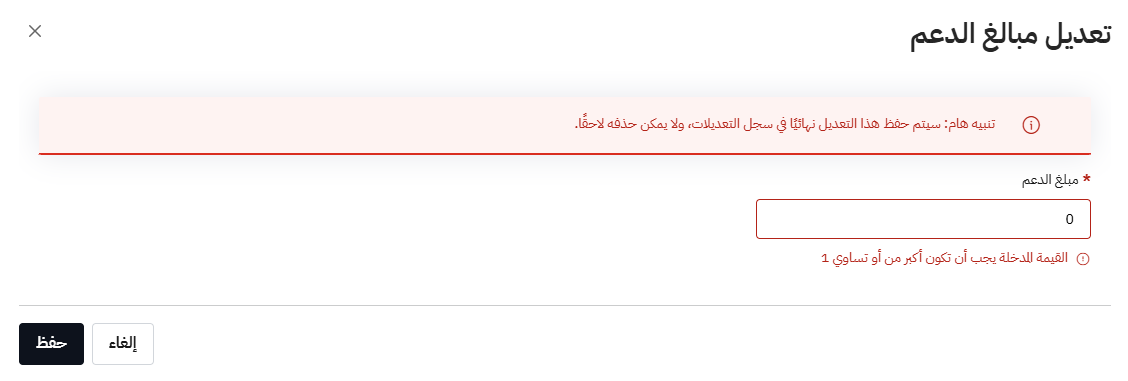 تعديل مبالغ الدعم
تنبيه هام: سيتم حفظ هذا التعديل نهائيًا في سجل التعديلات، ولا يمكن حذفه لاحقًا.
* مبلغ الدعم
0
القيمة المدخلة يجب أن تكون أكبر من أو تساوي 1
إلغاء
حفظ